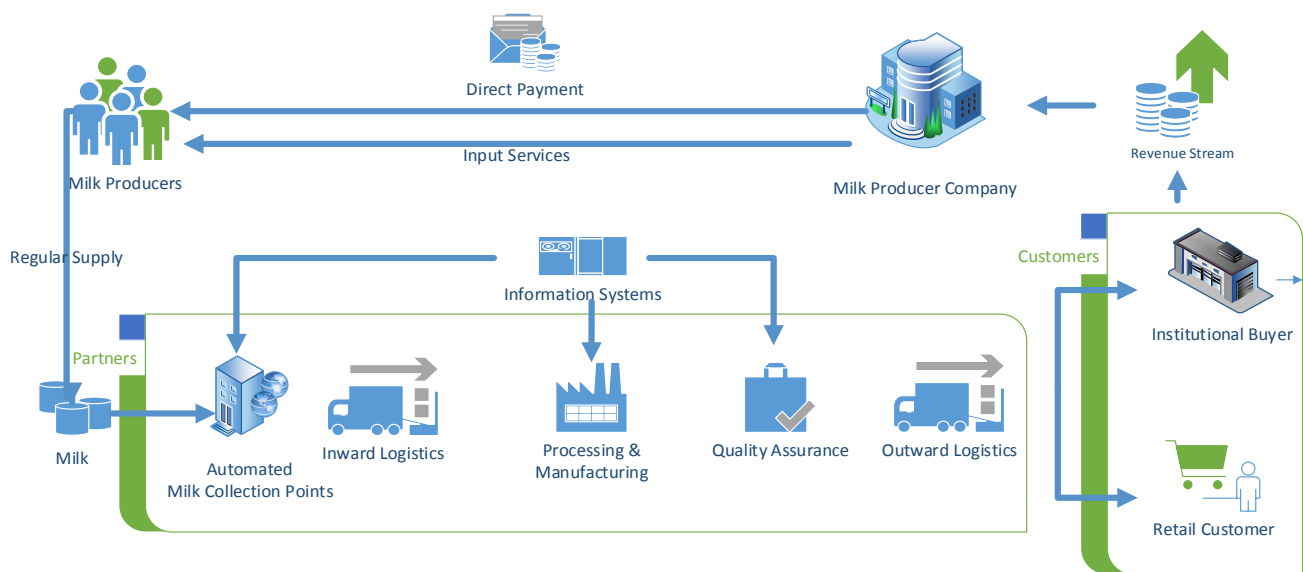 Direct Payment
Input Services
Milk Producers
Milk Producer Company
Revenue Stream
Regular Supply
Information Systems
Customers
Partners
Institutional Buyer
Milk
Automated
Milk Collection Points
Inward Logistics
Processing &
Manufacturing
Quality Assurance
Outward Logistics
Retail Customer